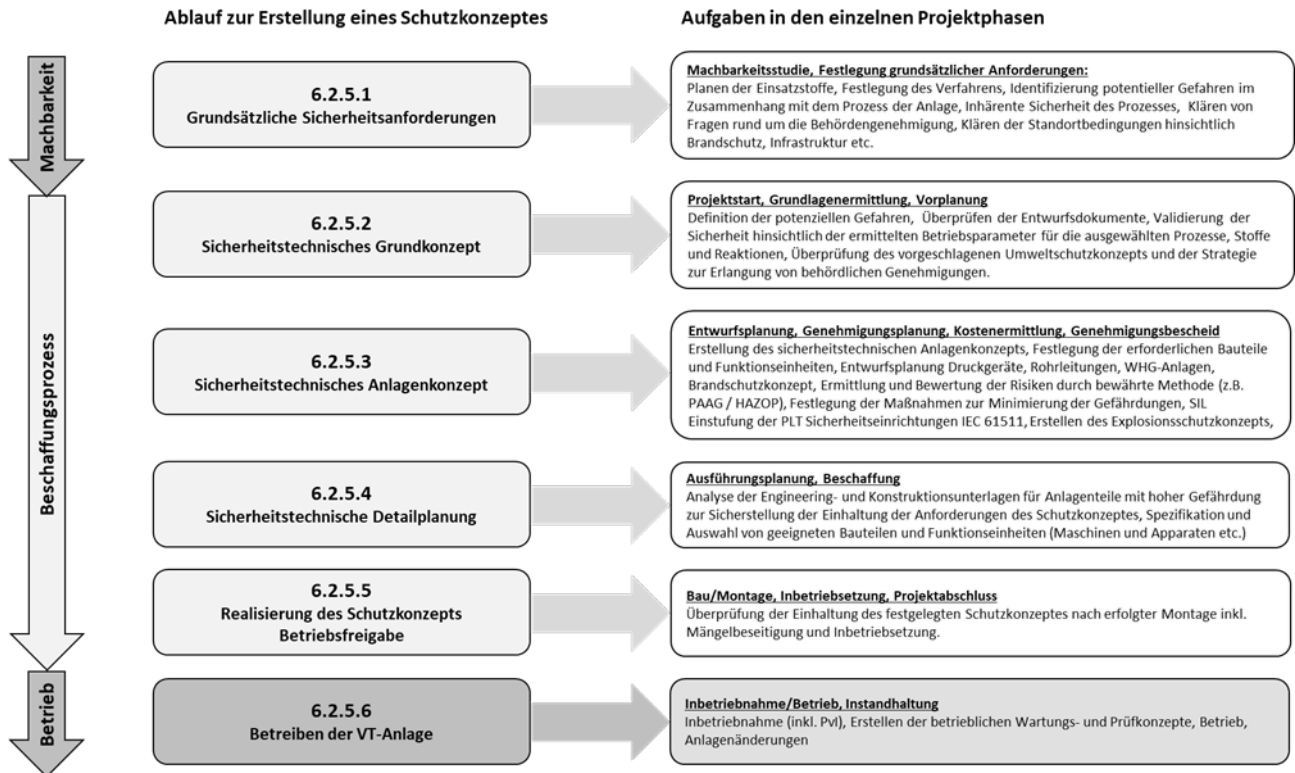 Ablauf zur Erstellung eines Schutzkonzeptes
Aufgaben in den einzelnen Projektphasen
Machbarkeit
6.2.5.1
Grundsätzliche Sicherheitsanforderungen
Machbarkeitsstudie, Festlegung grundsätzlicher Anforderungen:
Planen der Einsatzstoffe, Festlegung des Verfahrens, Identifizierung potentieller Gefahren im
Zusammenhang mit dem Prozess der Anlage, Inhärente Sicherheit des Prozesses, Klären von
Fragen rund um die Behördengenehmigung, Klären der Standortbedingungen hinsichtlich
Brandschutz, Infrastruktur etc.
Beschaffungsprozess
6.2.5.2
Sicherheitstechnisches Grundkonzept
Projektstart, Grundlagenermittlung, Vorplanung
Definition der potenziellen Gefahren, Überprüfen der Entwurfsdokumente, Validierung der
Sicherheit hinsichtlich der ermittelten Betriebsparameter für die ausgewählten Prozesse, Stoffe
und Reaktionen, Überprüfung des vorgeschlagenen Umweltschutzkonzepts und der Strategie
zur Erlangung von behördlichen Genehmigungen.
6.2.5.3
Sicherheitstechnisches Anlagenkonzept
Entwurfsplanung, Genehmigungsplanung, Kostenermittlung, Genehmigungsbescheid
Erstellung des sicherheitstechnischen Anlagenkonzepts, Festlegung der erforderlichen Bauteile
und Funktionseinheiten, Entwurfsplanung Druckgeräte, Rohrleitungen, WHG-Anlagen,
Brandschutzkonzept, Ermittlung und Bewertung der Risiken durch bewährte Methode (z.B.
PAAG / HAZOP), Festlegung der Maßnahmen zur Minimierung der Gefährdungen, SIL
Einstufung der PLT Sicherheitseinrichtungen IEC 61511, Erstellen des Explosionsschutzkonzepts,
6.2.5.4
Sicherheitstechnische Detailplanung
Ausführungsplanung, Beschaffung
Analyse der Engineering- und Konstruktionsunterlagen für Anlagenteile mit hoher Gefährdung
zur Sicherstellung der Einhaltung der Anforderungen des Schutzkonzeptes, Spezifikation und
Auswahl von geeigneten Bauteilen und Funktionseinheiten (Maschinen und Apparaten etc.)
6.2.5.5
Realisierung des Schutzkonzepts
Betriebsfreigabe
Bau/Montage, Inbetriebsetzung, Projektabschluss
Überprüfung der Einhaltung des festgelegten Schutzkonzeptes nach erfolgter Montage inkl.
Mängelbeseitigung und Inbetriebsetzung.
Betrieb
6.2.5.6
Betreiben der VT-Anlage
Inbetriebnahme/Betrieb, Instandhaltung
Inbetriebnahme (inkl. PvI), Erstellen der betrieblichen Wartungs- und Prüfkonzepte, Betrieb,
Anlagenänderungen